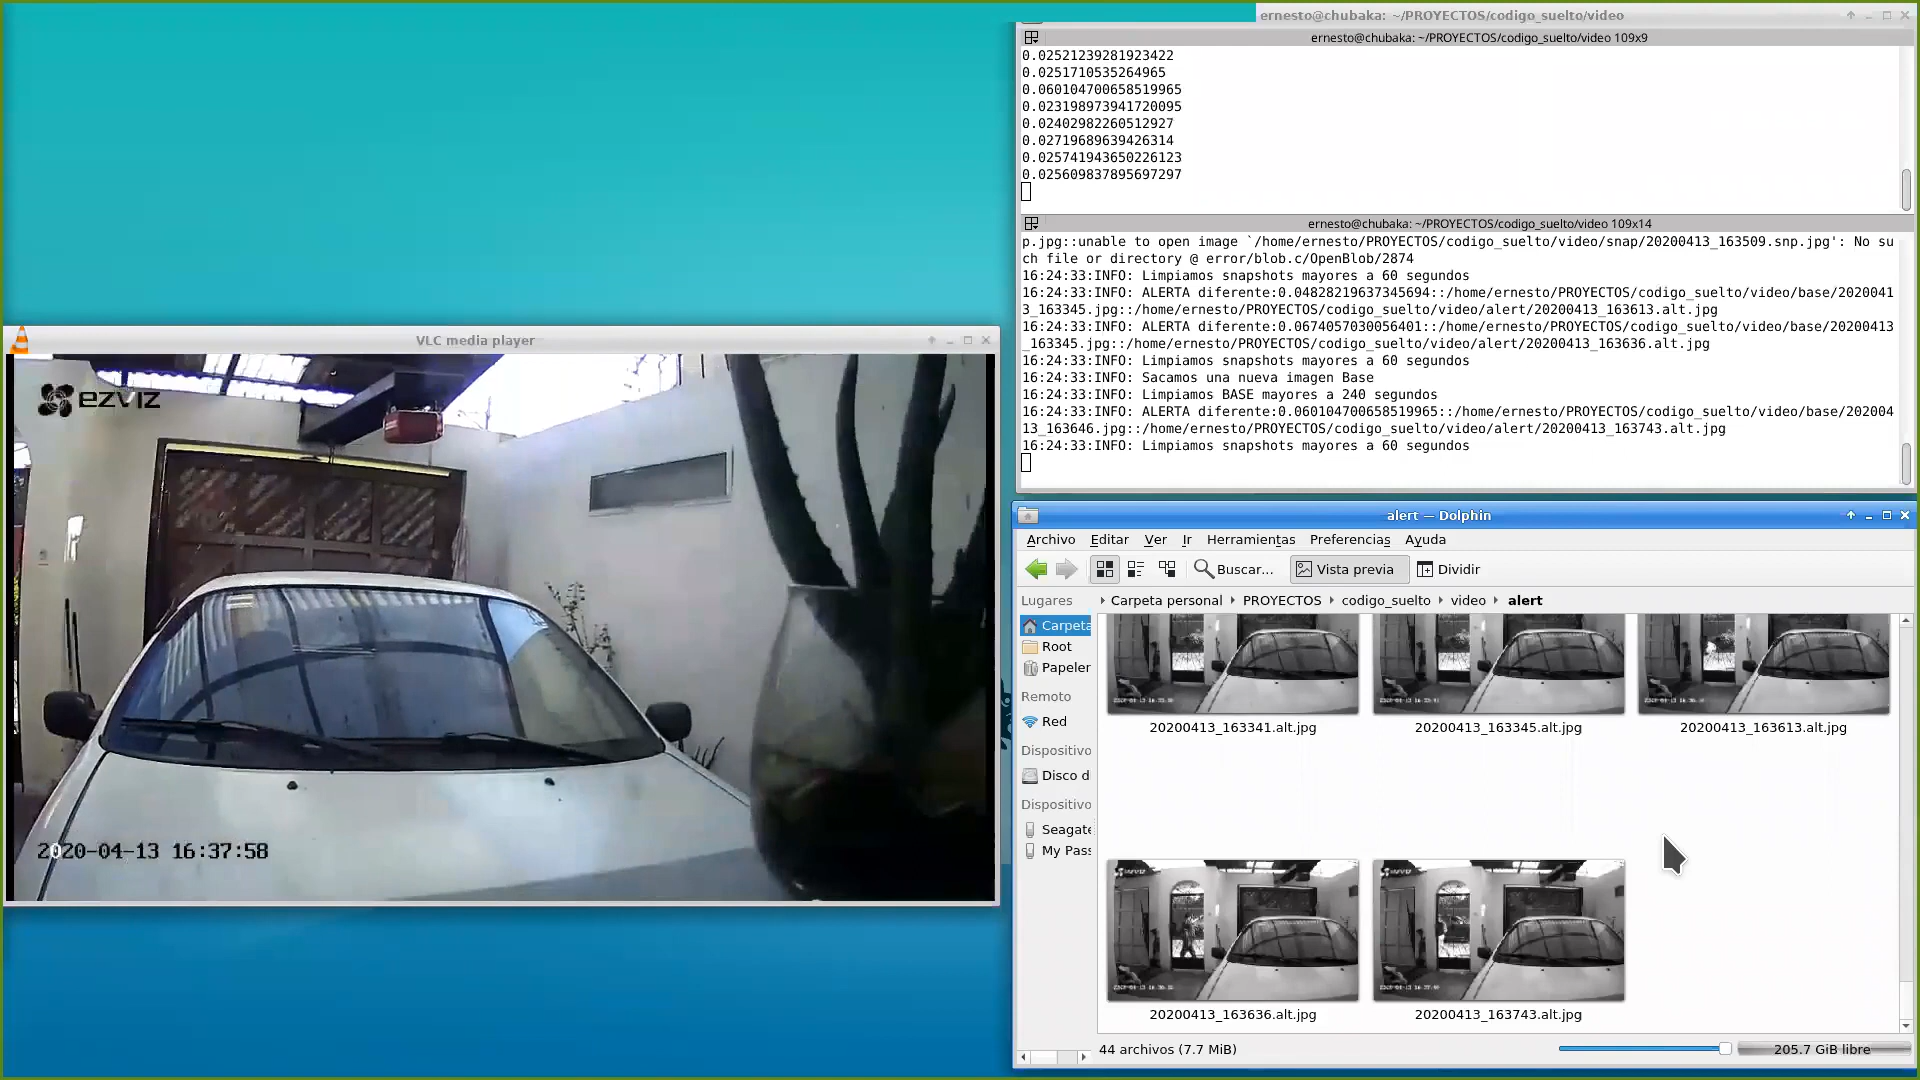 ernesto@chubaka: ~/PROYECTOS/codigo_suelto/video
ernesto@chubaka: ~/PROYECTOS/codigo_suelto/video 109x9
0.02521239281923422
0.0251710535264965
0.060104700658519965
0.023198973941720095
0.02402982260512927
0.02719689639426314
0.025741943650226123
0.025609837895697297
ernesto@chubaka: ~/PROYECTOS/codigo_suelto/video 109x14
p.jpg::unable to open image `/home/ernesto/PROYECTOS/codigo_suelto/video/snap/20200413_163509.snp.jpg': No su
ch file or directory @ error/blob.c/OpenBlob/2874
16:24:33:INFO: Limpiamos snapshots mayores a 60 segundos
16:24:33:INFO: ALERTA diferente:0.04828219637345694::/home/ernesto/PROYECTOS/codigo_suelto/video/base/2020041
3_163345.jpg::/home/ernesto/PROYECTOS/codigo_suelto/video/alert/20200413_163613.alt.jpg
16:24:33:INFO: ALERTA diferente:0.0674057030056401::/home/ernesto/PROYECTOS/codigo_suelto/video/base/20200413
_163345.jpg::/home/ernesto/PROYECTOS/codigo_suelto/video/alert/20200413_163636.alt.jpg
16:24:33:INFO: Limpiamos snapshots mayores a 60 segundos
16:24:33:INFO: Sacamos una nueva imagen Base
16:24:33:INFO: Limpiamos BASE mayores a 240 segundos
16:24:33:INFO: ALERTA diferente:0.060104700658519965::/home/ernesto/PROYECTOS/codigo_suelto/video/base/202004
13_163646.jpg::/home/ernesto/PROYECTOS/codigo_suelto/video/alert/20200413_163743.alt.jpg
16:24:33:INFO: Limpiamos snapshots mayores a 60 segundos
VLC media player
ezviz
2020-04-13 16:37:58
alert — Dolphin
Archivo Editar Ver Ir Herramientas Preferencias Ayuda
Buscar... Vista previa Dividir
Lugares
Carpeta
Root
Papeler
Remoto
Red
Dispositivo
Disco d
Dispositivo
Seagate
My Pass
Carpeta personal PROYECTOS codigo_suelto video alert
20200413_163341.alt.jpg 20200413_163345.alt.jpg 20200413_163613.alt.jpg
20200413_163636.alt.jpg 20200413_163743.alt.jpg
44 archivos (7.7 MiB) 205.7 GiB libre